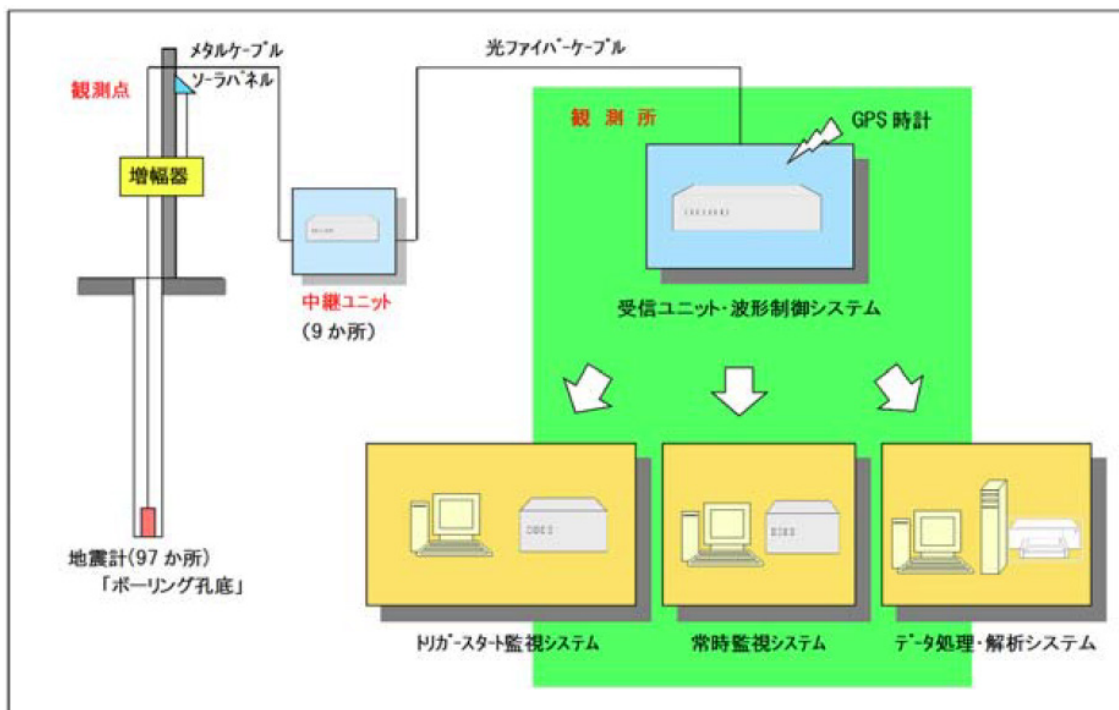 メタルケーブル
ソーラパネル
観測点
増幅器
光ファイバーケーブル
観 測 所
GPS 時計
中継ユニット
(9 か所)
受信ユニット・波形制御システム
地震計(97 か所)
「ボーリング孔底」
トリガースタート監視システム
常時監視システム
データ処理・解析システム